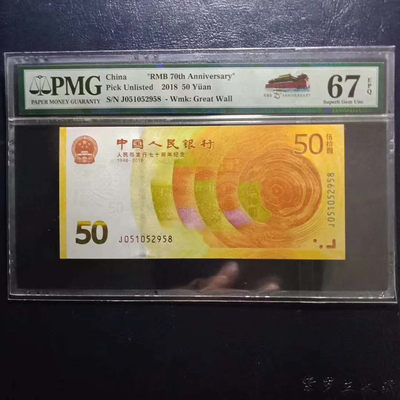 PMG
PAPER MONEY GUARANTY
China "RMB 70th Anniversary"
Pick Unlisted 2018 50 Yüan
S/N J051052958 - Wmk: Great Wall
67 EPQ
Superb Gem Unc
中国人民银行
人民币发行七十周年纪念
1948-2018
50 伍拾圆
50
J051052958